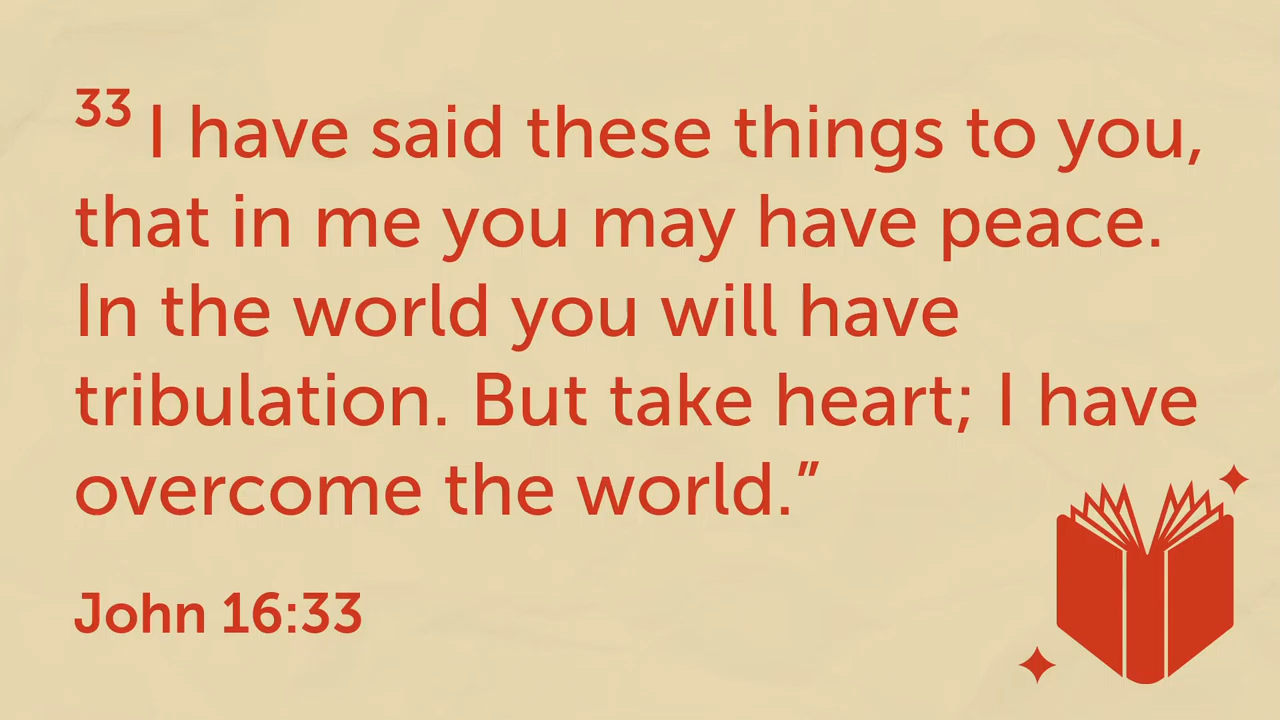 33 I have said these things to you,
that in me you may have peace.
In the world you will have
tribulation. But take heart; I have
overcome the world.”
John 16:33